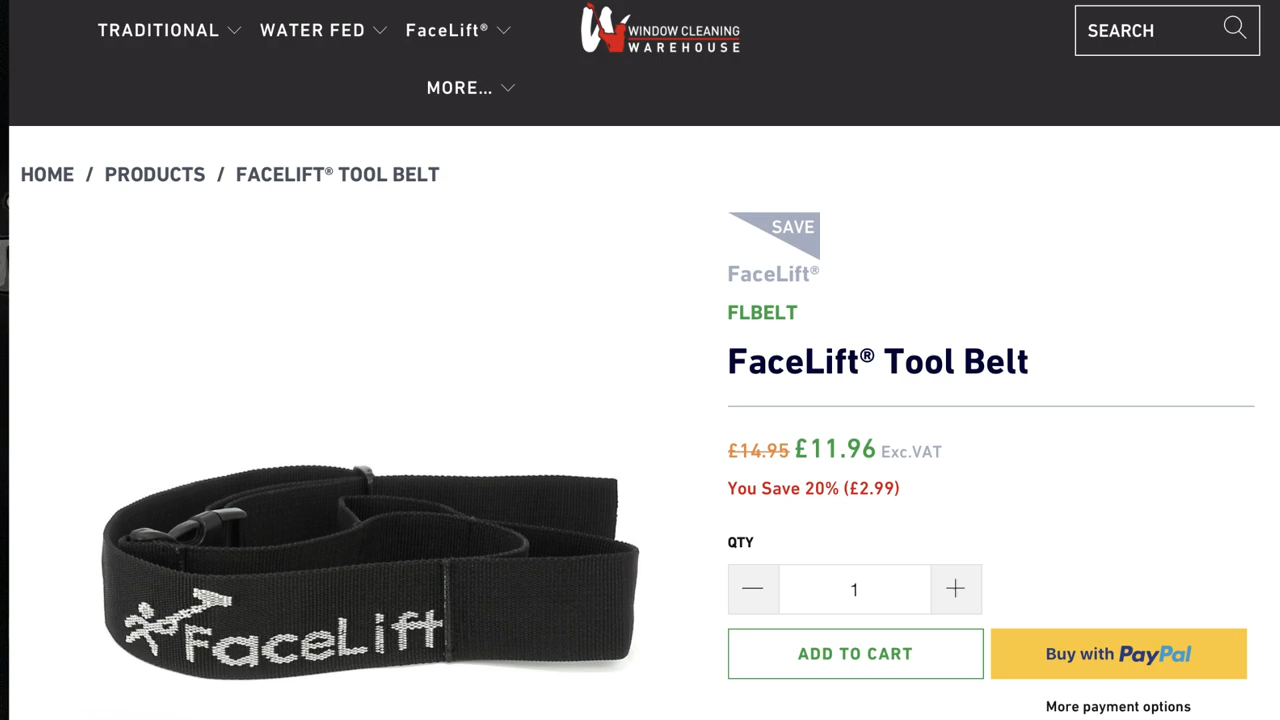 TRADITIONAL WATER FED FaceLift®
WINDOW CLEANING
WAREHOUSE
SEARCH
MORE...
HOME / PRODUCTS / FACELIFT® TOOL BELT
SAVE
FaceLift®
FLBELT
FaceLift® Tool Belt
£14.95 £11.96 Exc.VAT
You Save 20% (£2.99)
QTY
1
ADD TO CART
Buy with PayPal
More payment options
FaceLift